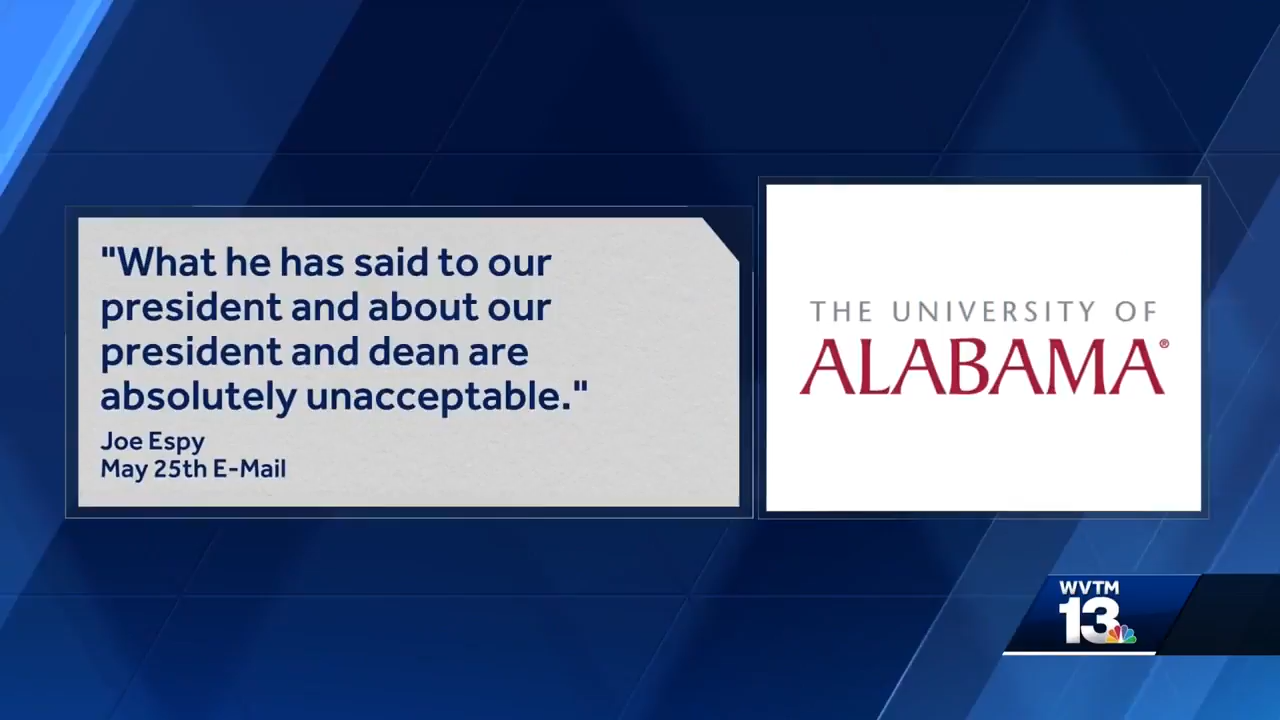 "What he has said to our
president and about our
president and dean are
absolutely unacceptable."
Joe Espy
May 25th E-Mail
THE UNIVERSITY OF
ALABAMA®
WVTM
13